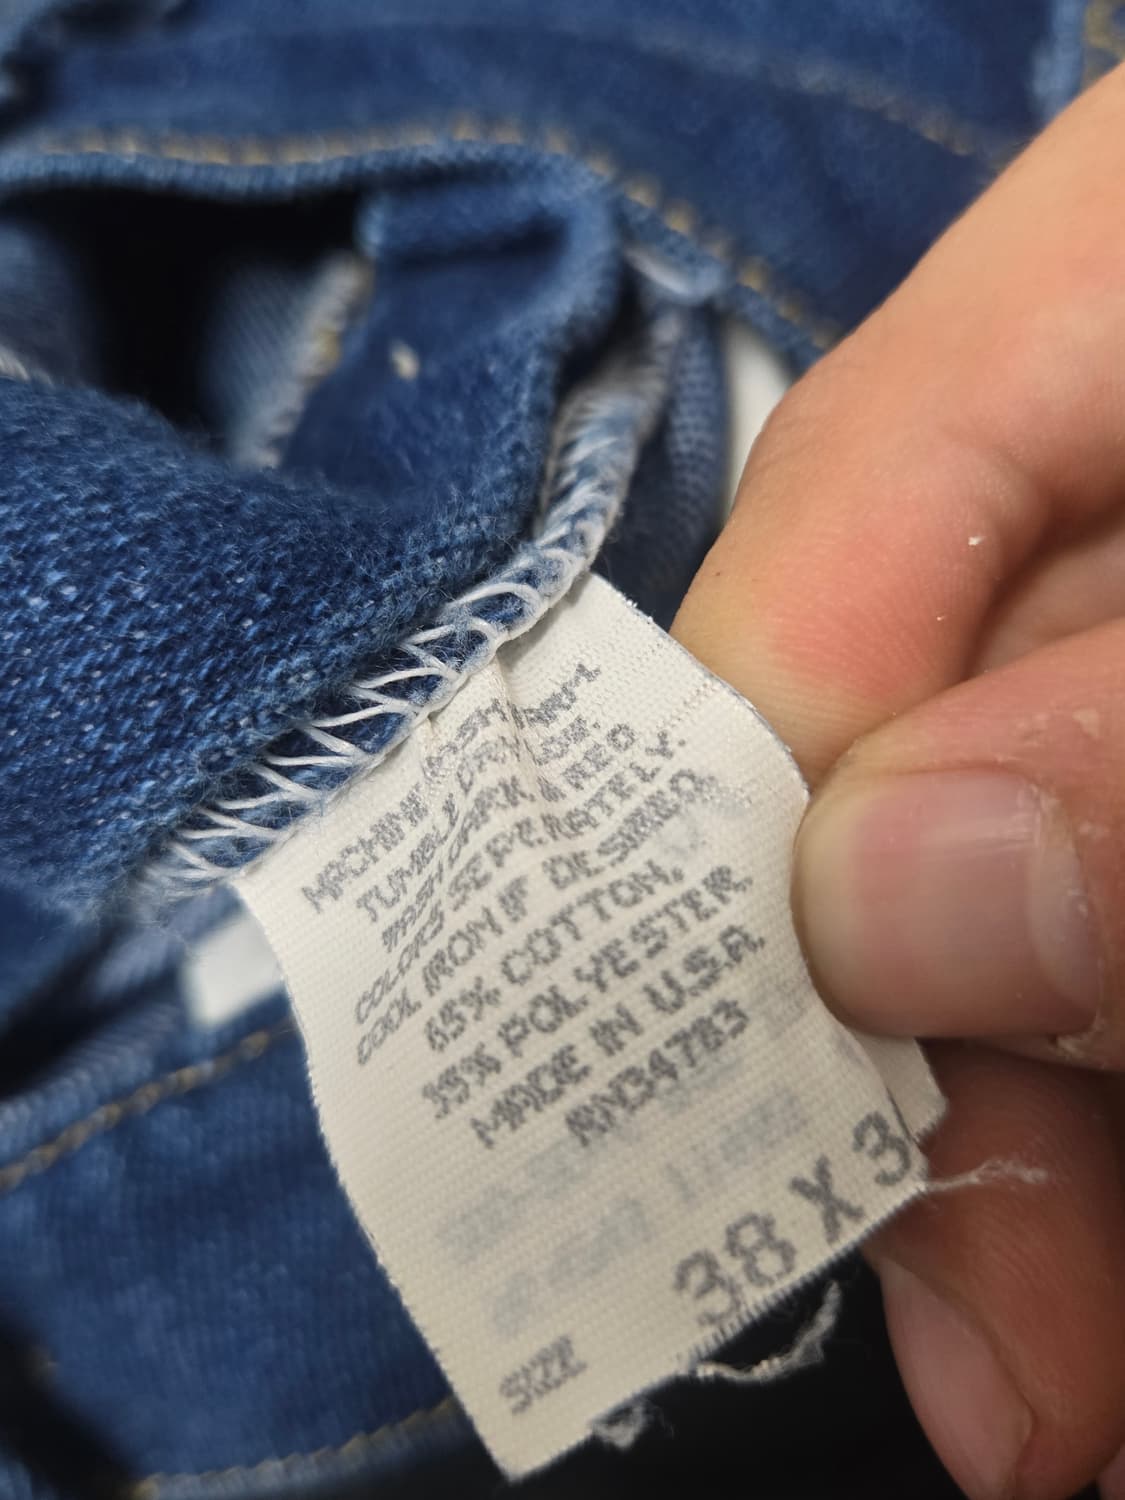 MACHINE WASH WARM.
TUMBLE DRY LOW.
WASH DARK & RED
COLORS SEPERATELY.
COOL IRON IF DESIRED.
65% COTTON,
35% POLYESTER.
MADE IN U.S.A.
RN34783
SIZE 38 X 3